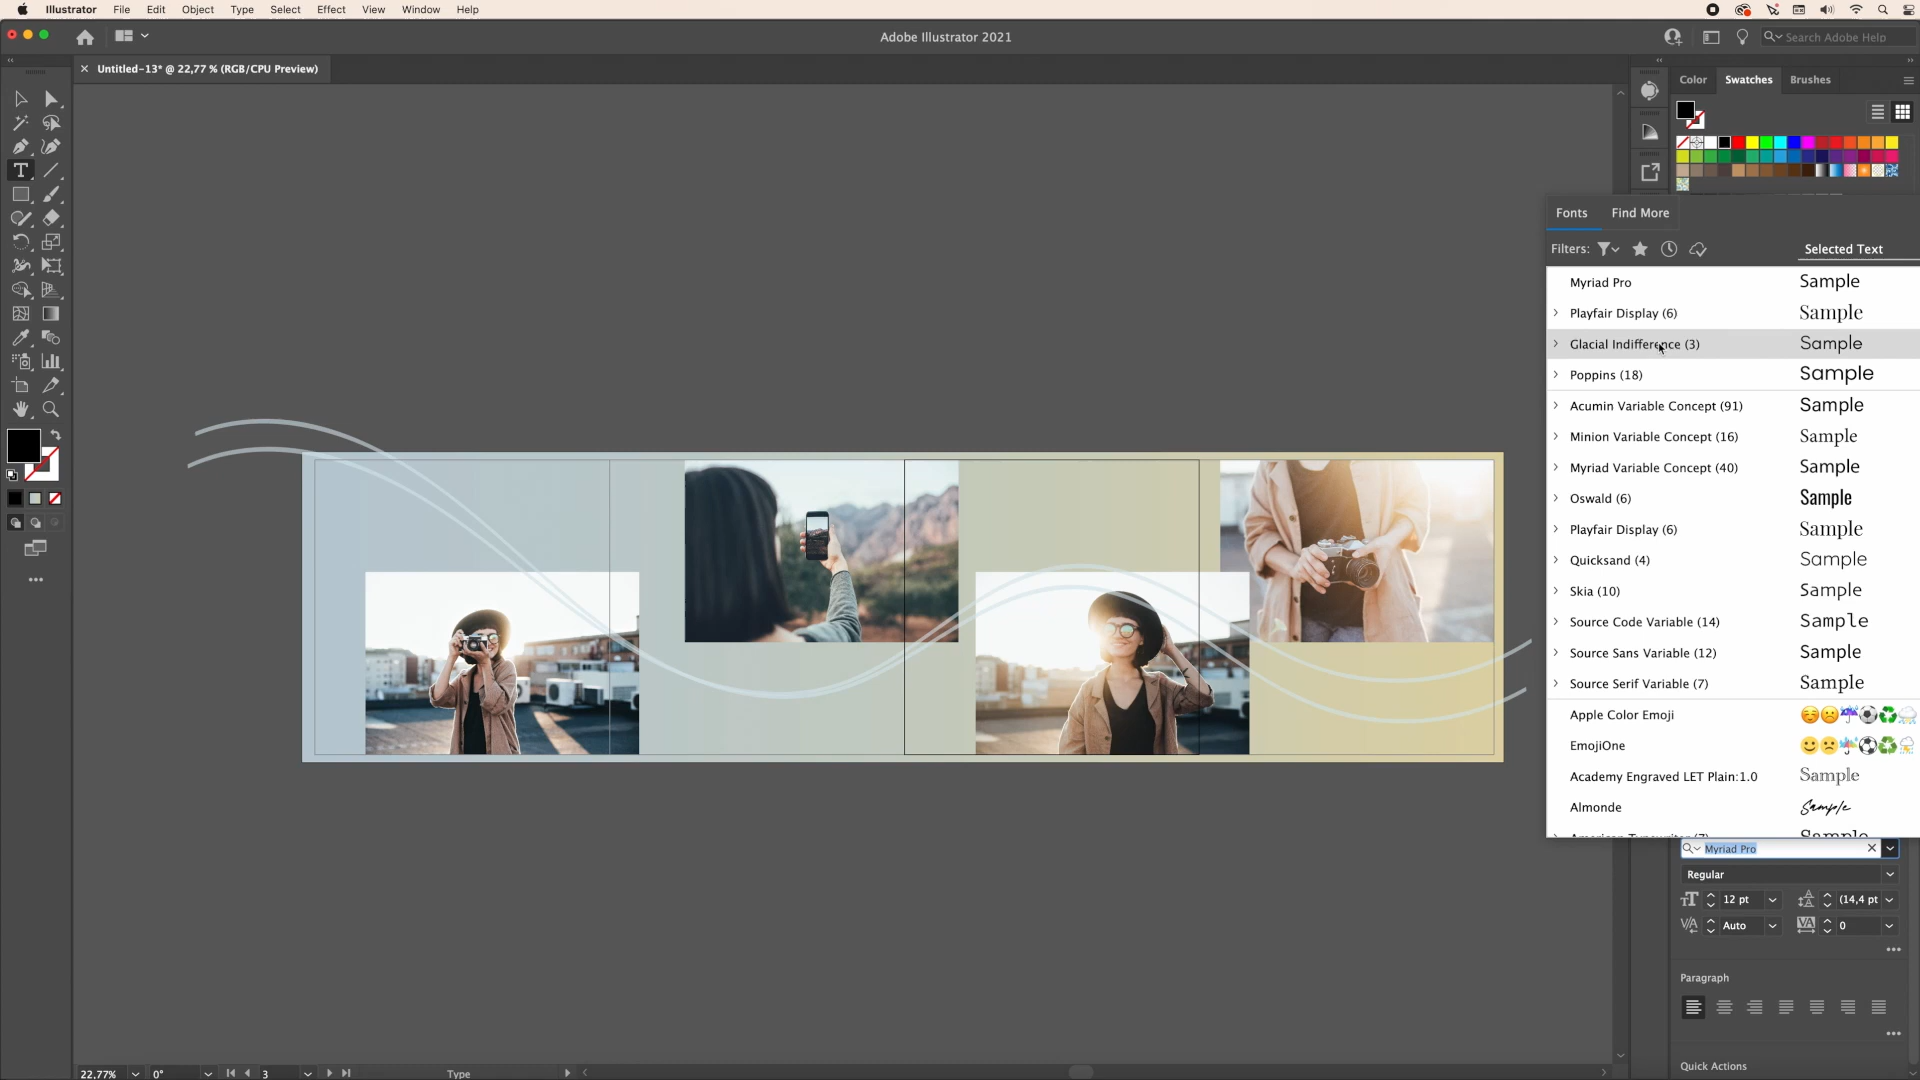 Illustrator File Edit Object Type Select Effect View Window Help
Adobe Illustrator 2021
Search Adobe Help
Untitled-13* @ 22,77 % (RGB/CPU Preview)
Color Swatches Brushes
Fonts Find More
Filters: Selected Text
Myriad Pro Sample
Playfair Display (6) Sample
Glacial Indifference (3) Sample
Poppins (18) Sample
Acumin Variable Concept (91) Sample
Minion Variable Concept (16) Sample
Myriad Variable Concept (40) Sample
Oswald (6) Sample
Playfair Display (6) Sample
Quicksand (4) Sample
Skia (10) Sample
Source Code Variable (14) Sample
Source Sans Variable (12) Sample
Source Serif Variable (7) Sample
Apple Color Emoji
EmojiOne
Academy Engraved LET Plain:1.0 Sample
Almonde Sample
Myriad Pro
Regular
12 pt (14,4 pt
Auto 0
Paragraph
Quick Actions
22,77% 0° 3 Type